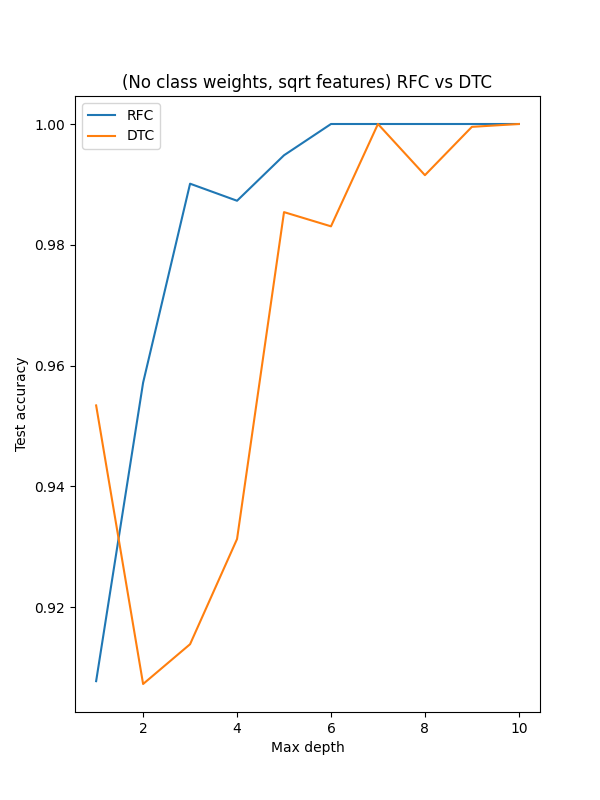 (No class weights, sqrt features) RFC vs DTC
RFC
DTC
1.00
0.98
0.96
0.94
0.92
Test accuracy
2
4
6
8
10
Max depth